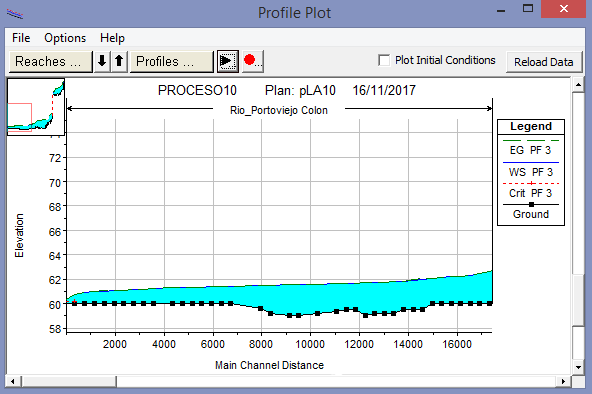 Profile Plot
File Options Help
Reaches ... Profiles ... Plot Initial Conditions Reload Data
PROCESO10 Plan: pLA10 16/11/2017
Rio_Portoviejo Colon
Legend
EG PF 3
WS PF 3
Crit PF 3
Ground
Elevation
72
70
68
66
64
62
60
58
2000 4000 6000 8000 10000 12000 14000 16000
Main Channel Distance